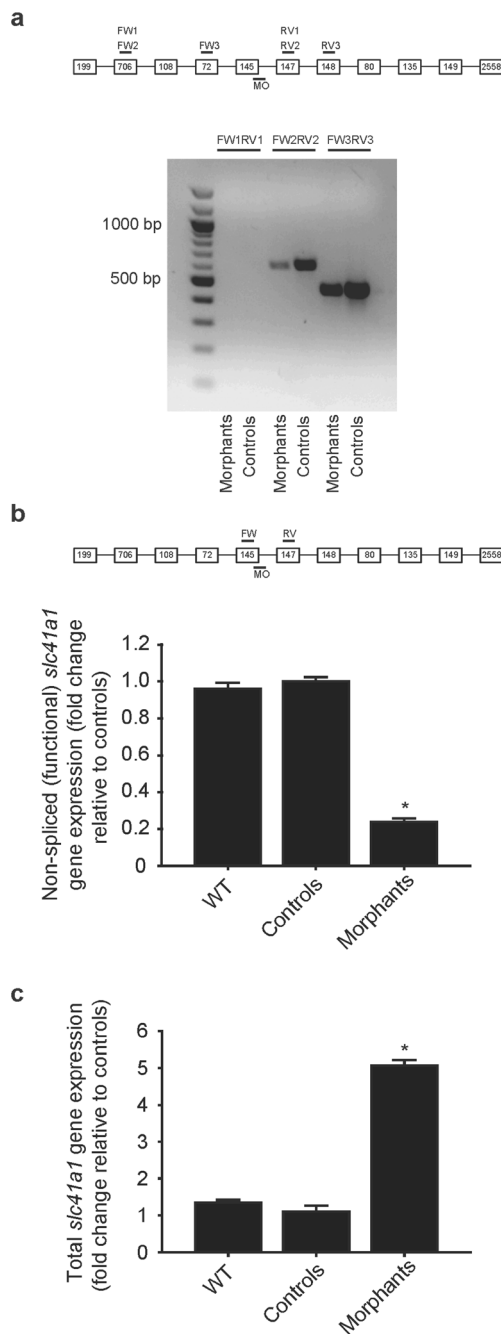 a
FW1 RV1
FW2 FW3 RV2 RV3
199 706 108 72 145 147 148 80 135 149 2558
MO
FW1RV1 FW2RV2 FW3RV3
1000 bp
500 bp
Morphants
Controls
Morphants
Controls
Morphants
Controls
b
FW RV
199 706 108 72 145 147 148 80 135 149 2558
MO
Non-spliced (functional) slc41a1
gene expression (fold change
relative to controls)
1.2
1.0
0.8
0.6
0.4
0.2
0
*
WT
Controls
Morphants
c
Total slc41a1 gene expression
(fold change relative to controls)
6
5
4
3
2
1
0
*
WT
Controls
Morphants